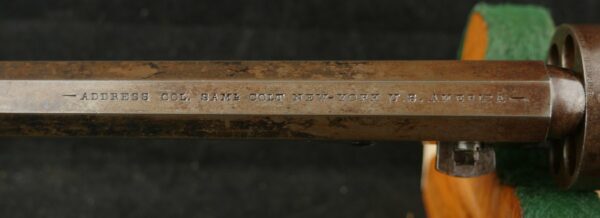 — ADDRESS COL. SAML COLT NEW-YORK U.S. AMERICA —